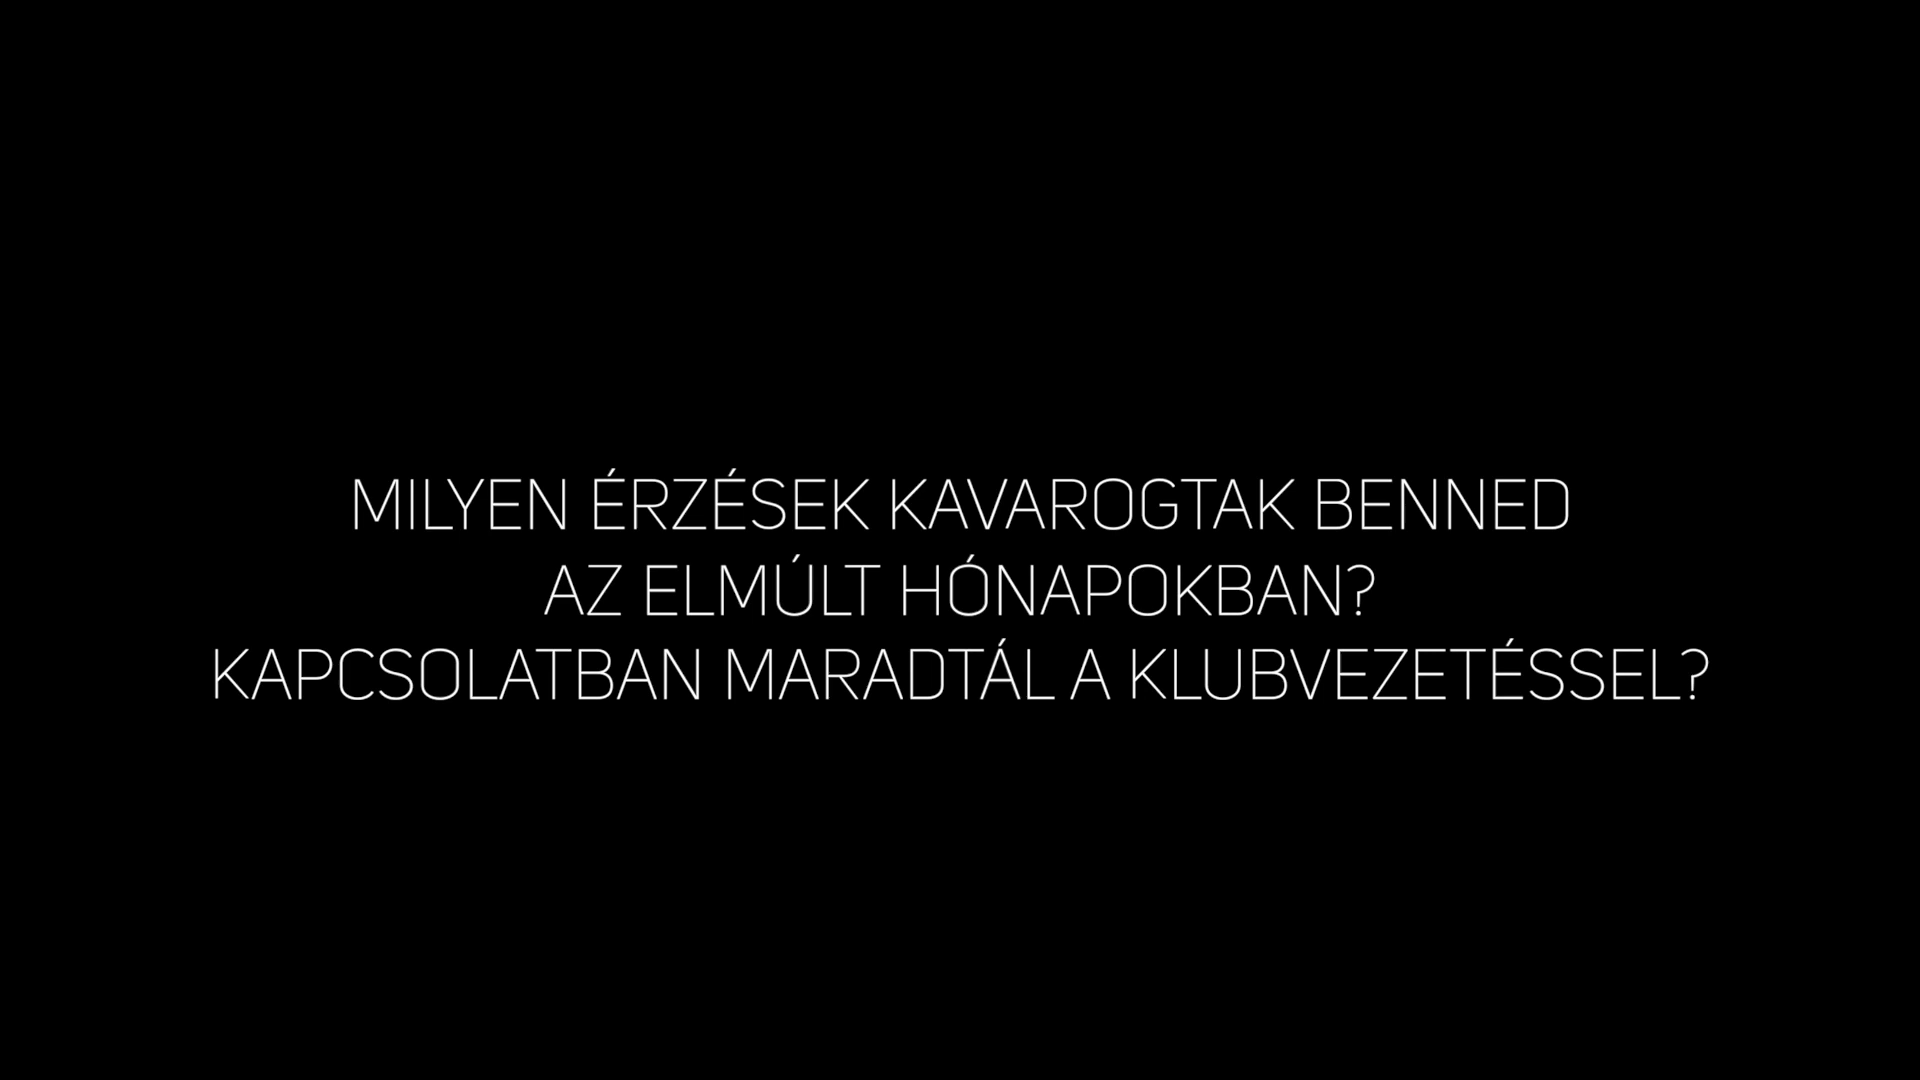 MILYEN ÉRZÉSEK KAVAROGTAK BENNED
AZ ELMÚLT HÓNAPOKBAN?
KAPCSOLATBAN MARADTÁL A KLUBVEZETÉSSEL?